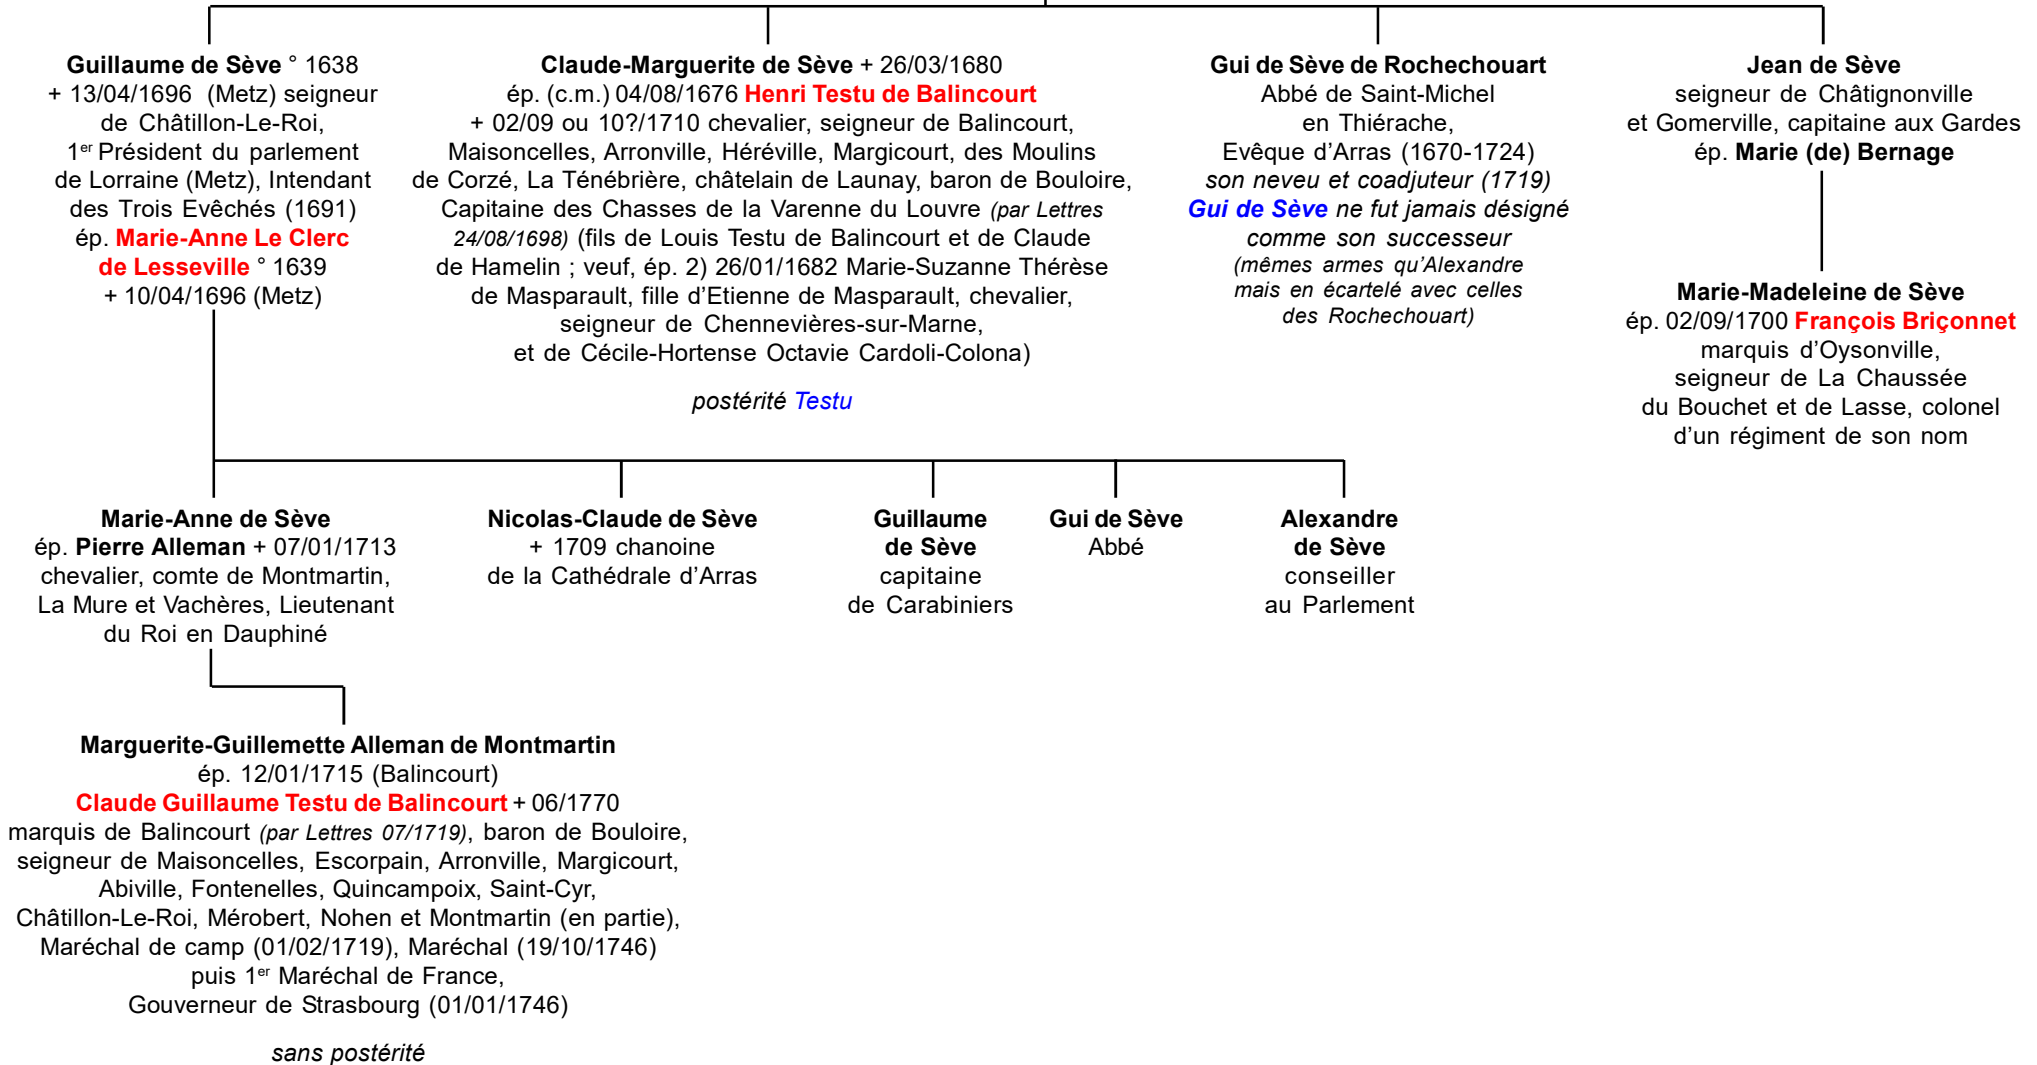 Guillaume de Sève ° 1638
+ 13/04/1696 (Metz) seigneur
de Châtillon-Le-Roi,
1er Président du parlement
de Lorraine (Metz), Intendant
des Trois Evêchés (1691)
ép. Marie-Anne Le Clerc
de Lesseville ° 1639
+ 10/04/1696 (Metz)
Claude-Marguerite de Sève + 26/03/1680
ép. (c.m.) 04/08/1676 Henri Testu de Balincourt
+ 02/09 ou 10?/1710 chevalier, seigneur de Balincourt,
Maisoncelles, Arronville, Héréville, Margicourt, des Moulins
de Corzé, La Ténébrière, châtelain de Launay, baron de Bouloire,
Capitaine des Chasses de la Varenne du Louvre (par Lettres
24/08/1698) (fils de Louis Testu de Balincourt et de Claude
de Hamelin ; veuf, ép. 2) 26/01/1682 Marie-Suzanne Thérèse
de Masparault, fille d'Etienne de Masparault, chevalier,
seigneur de Chennevières-sur-Marne,
et de Cécile-Hortense Octavie Cardoli-Colona)
postérité Testu
Gui de Sève de Rochechouart
Abbé de Saint-Michel
en Thiérache,
Evêque d'Arras (1670-1724)
son neveu et coadjuteur (1719)
Gui de Sève ne fut jamais désigné
comme son successeur
(mêmes armes qu'Alexandre
mais en écartelé avec celles
des Rochechouart)
Jean de Sève
seigneur de Châtignonville
et Gomerville, capitaine aux Gardes
ép. Marie (de) Bernage
Marie-Madeleine de Sève
ép. 02/09/1700 François Briçonnet
marquis d'Oysonville,
seigneur de La Chaussée
du Bouchet et de Lasse, colonel
d'un régiment de son nom
Marie-Anne de Sève
ép. Pierre Alleman + 07/01/1713
chevalier, comte de Montmartin,
La Mure et Vachères, Lieutenant
du Roi en Dauphiné
Nicolas-Claude de Sève
+ 1709 chanoine
de la Cathédrale d'Arras
Guillaume
de Sève
capitaine
de Carabiniers
Gui de Sève
Abbé
Alexandre
de Sève
conseiller
au Parlement
Marguerite-Guillemette Alleman de Montmartin
ép. 12/01/1715 (Balincourt)
Claude Guillaume Testu de Balincourt + 06/1770
marquis de Balincourt (par Lettres 07/1719), baron de Bouloire,
seigneur de Maisoncelles, Escorpain, Arronville, Margicourt,
Abiville, Fontenelles, Quincampoix, Saint-Cyr,
Châtillon-Le-Roi, Mérobert, Nohen et Montmartin (en partie),
Maréchal de camp (01/02/1719), Maréchal (19/10/1746)
puis 1er Maréchal de France,
Gouverneur de Strasbourg (01/01/1746)
sans postérité